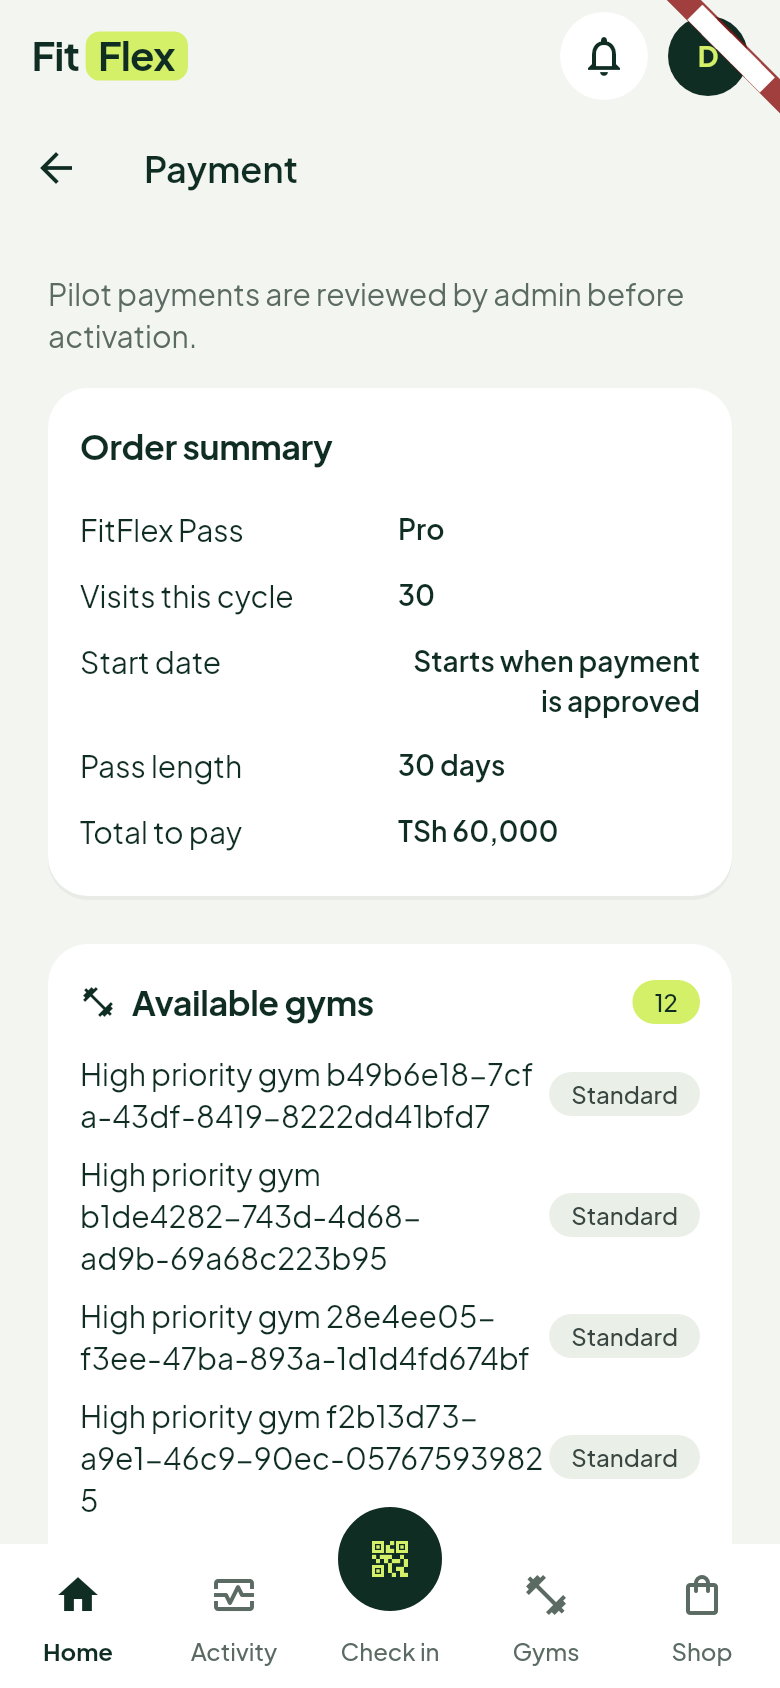 Fit Flex
D
Payment
Pilot payments are reviewed by admin before
activation.
Order summary
FitFlex Pass Pro
Visits this cycle 30
Start date Starts when payment
is approved
Pass length 30 days
Total to pay TSh 60,000
Available gyms 12
High priority gym b49b6e18-7cf
a-43df-8419-8222dd41bfd7
Standard
High priority gym
b1de4282-743d-4d68-
ad9b-69a68c223b95
Standard
High priority gym 28e4ee05-
f3ee-47ba-893a-1d1d4fd674bf
Standard
High priority gym f2b13d73-
a9e1-46c9-90ec-05767593982
5
Standard
Home Activity Check in Gyms Shop